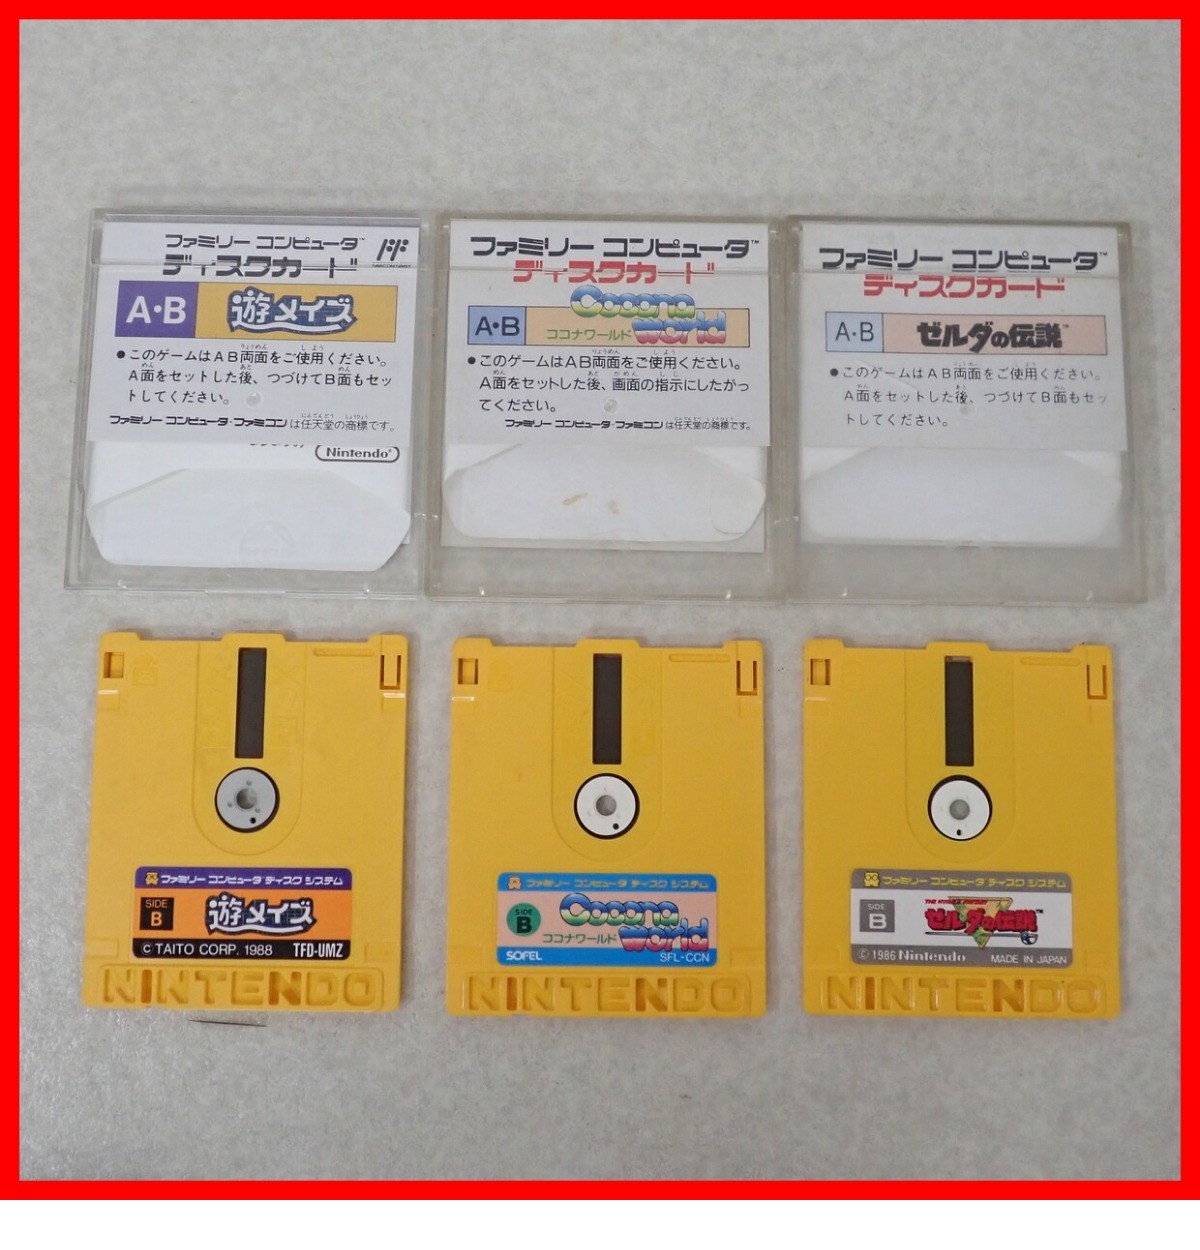 ファミリー コンピュータ™
ディスクカード
A・B
遊メイズ
●このゲームはAB両面をご使用ください。
A面をセットした後、つづけてB面もセッ
トしてください。
ファミリー コンピュータ・ファミコンは任天堂の商標です。
Nintendo®
ファミリー コンピュータ™
ディスクカード
A・B
Cocona
ココナワールド world
●このゲームはAB両面をご使用ください。
A面をセットした後、画面の指示にしたがっ
てください。
ファミリー コンピュータ・ファミコンは任天堂の商標です。
ファミリー コンピュータ™
ディスクカード
A・B
ゼルダの伝説™
●このゲームはAB両面をご使用ください。
A面をセットした後、つづけてB面もセッ
トしてください。
ファミリー コンピュータ ディスク システム
SIDE
B
遊メイズ
© TAITO CORP. 1988 TFD-UMZ
NINTENDO
ファミリー コンピュータ ディスク システム
SIDE
B
Cocona
ココナワールド world
SOFEL SFL-CCN
NINTENDO
ファミリー コンピュータ ディスク システム
SIDE
B
THE HYRULE FANTASY
ゼルダの伝説™
© 1986 Nintendo MADE IN JAPAN
NINTENDO